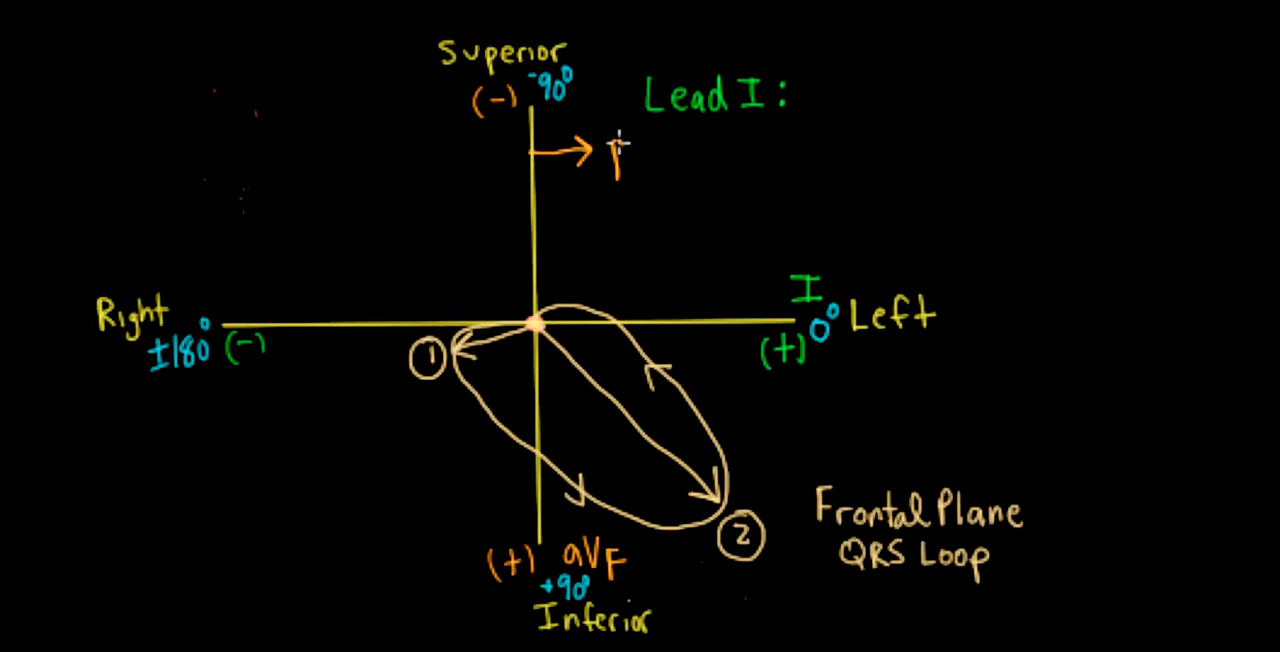 Superior
-90°
(-)
Lead I:
I
Right
±180°
(-)
0°
Left
(+)
1
2
Frontal Plane
QRS Loop
(+) aVF
+90°
Inferior